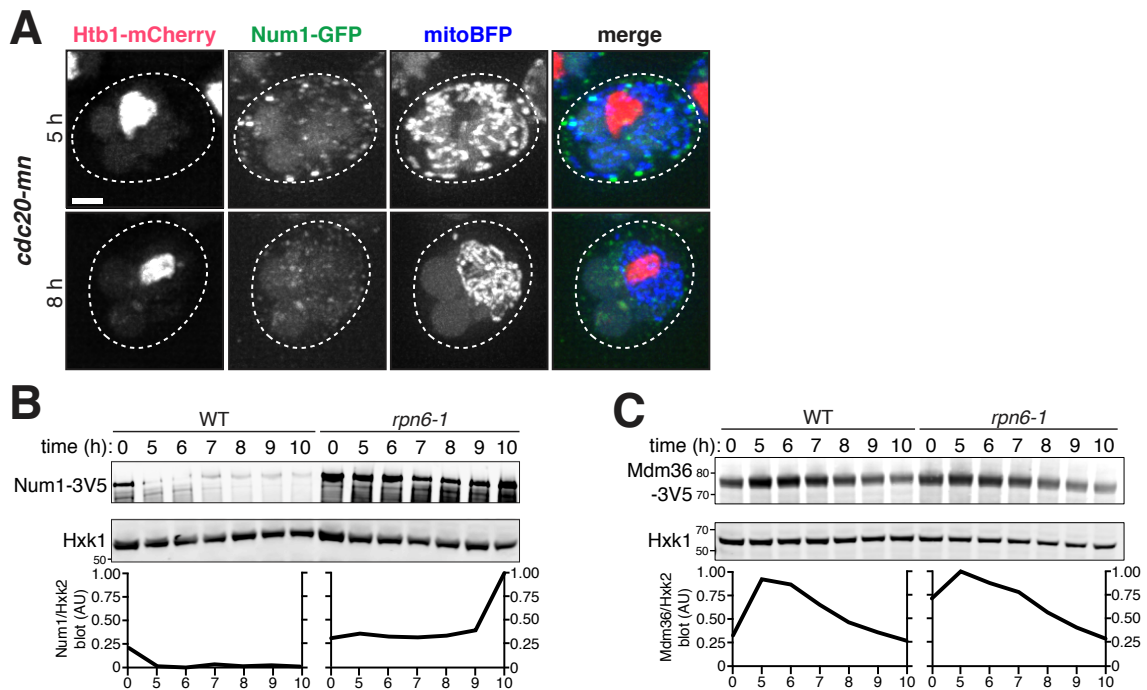 A
Htb1-mCherry Num1-GFP mitoBFP merge
cdc20-mn
5 h
8 h
B
WT rpn6-1
time (h): 0 5 6 7 8 9 10 0 5 6 7 8 9 10
Num1-3V5
Hxk1
50
Num1/Hxk2
blot (AU)
1.00 1.00
0.75 0.75
0.50 0.50
0.25 0.25
0 0
0 5 6 7 8 9 10 0 5 6 7 8 9 10
C
WT rpn6-1
time (h): 0 5 6 7 8 9 10 0 5 6 7 8 9 10
Mdm36
-3V5
80
70
Hxk1
70
50
Mdm36/Hxk2
blot (AU)
1.00 1.00
0.75 0.75
0.50 0.50
0.25 0.25
0 0
0 5 6 7 8 9 10 0 5 6 7 8 9 10